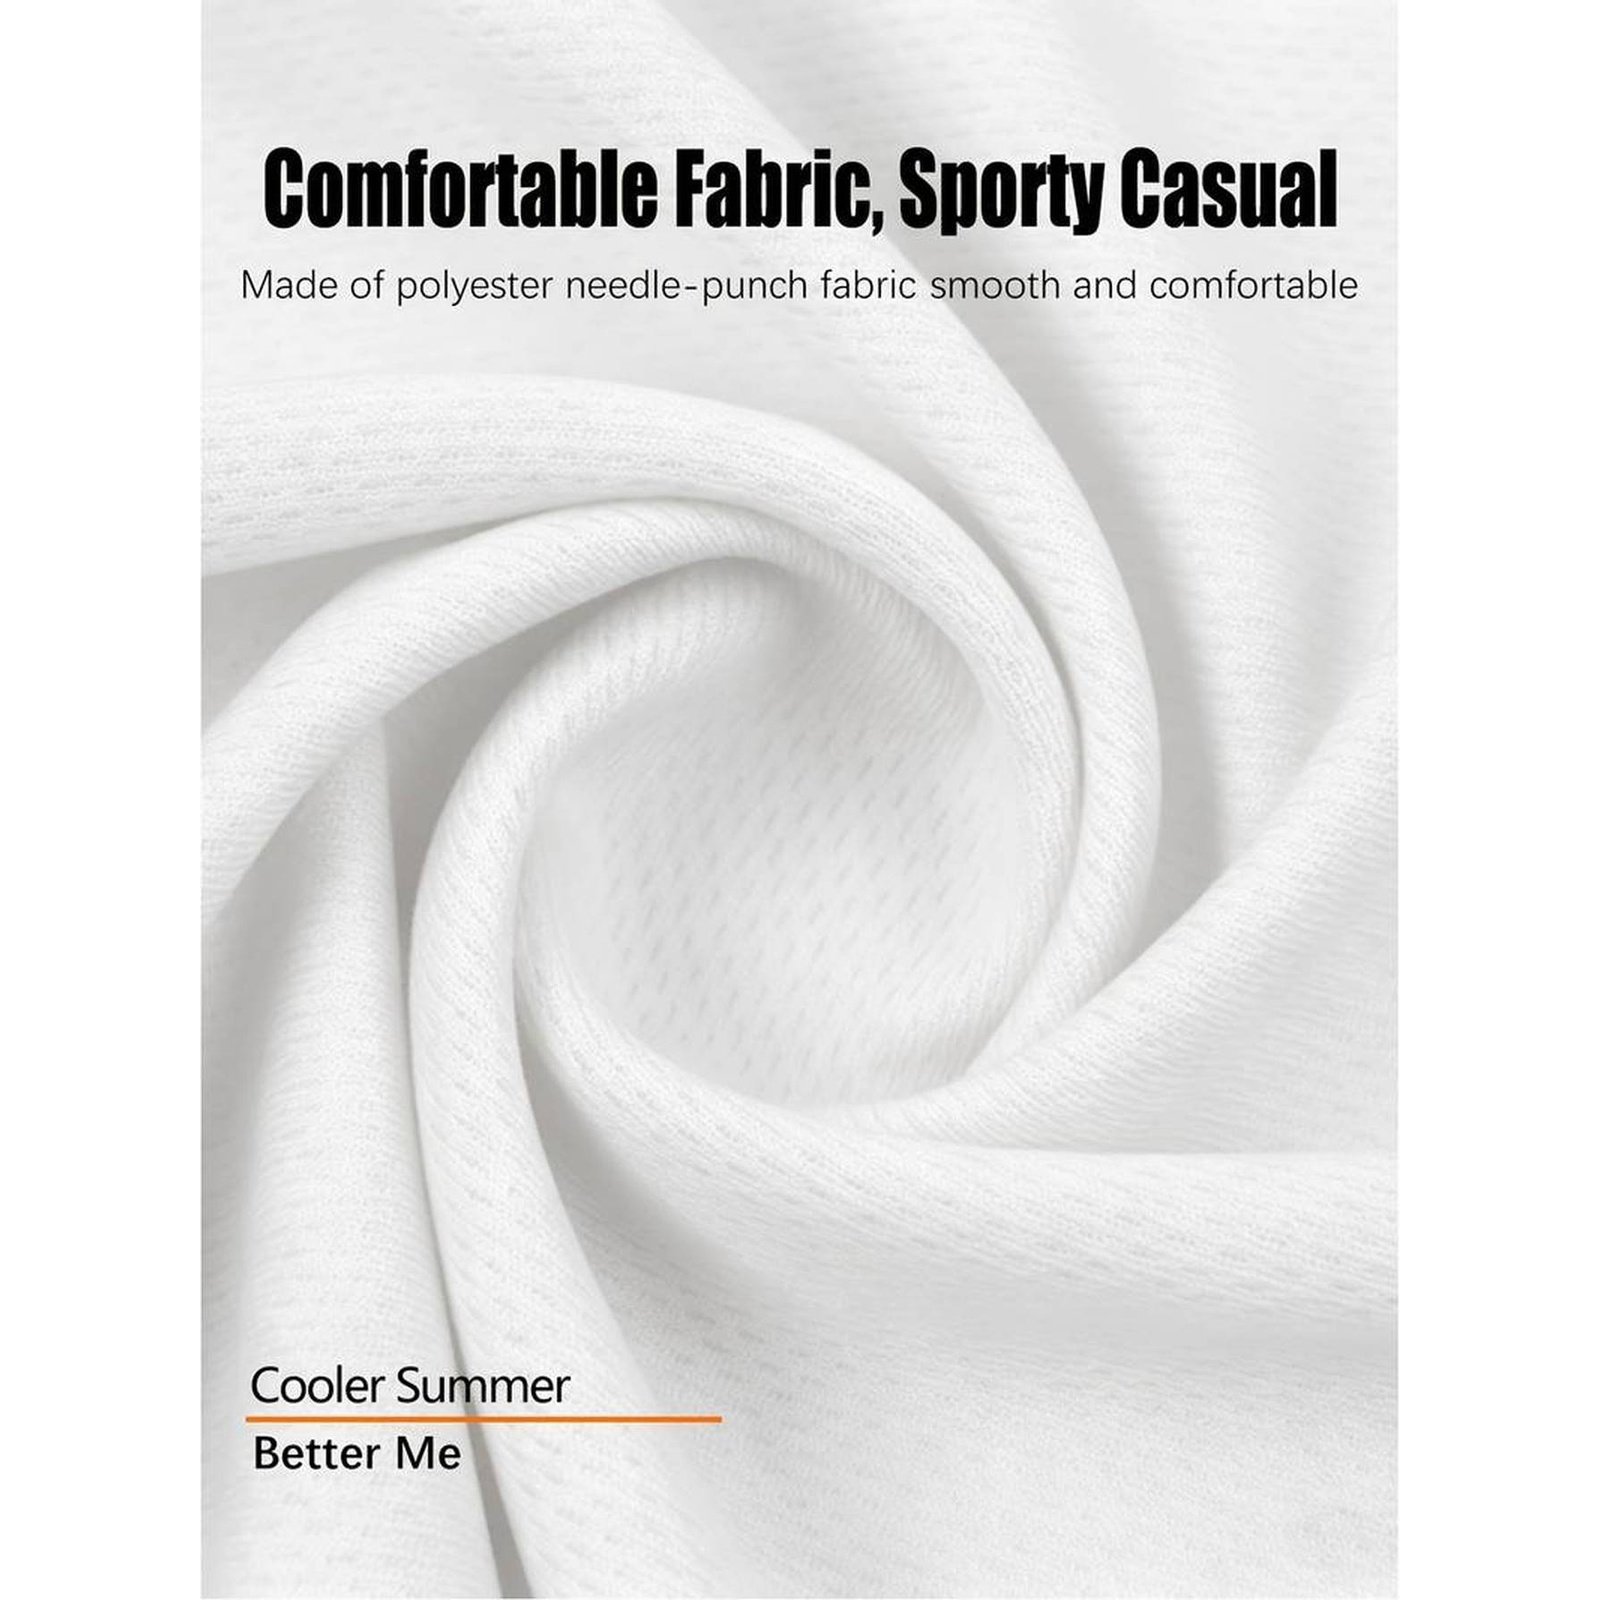 Comfortable Fabric, Sporty Casual
Made of polyester needle-punch fabric smooth and comfortable
Cooler Summer
Better Me